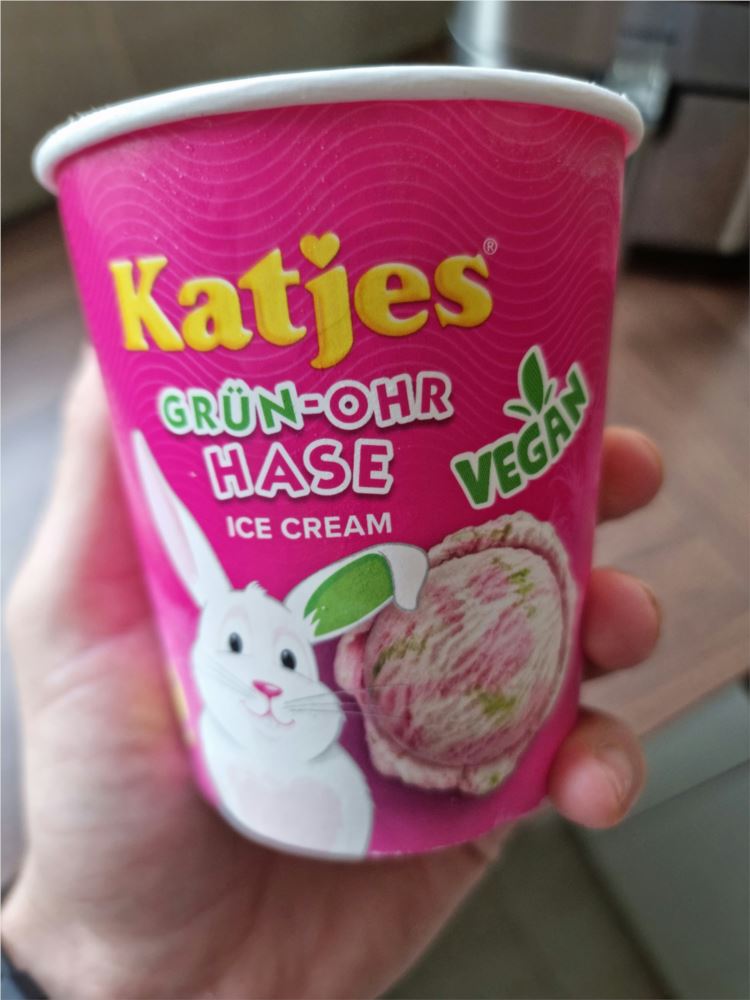 Katjes®
GRÜN-OHR
HASE
VEGAN
ICE CREAM